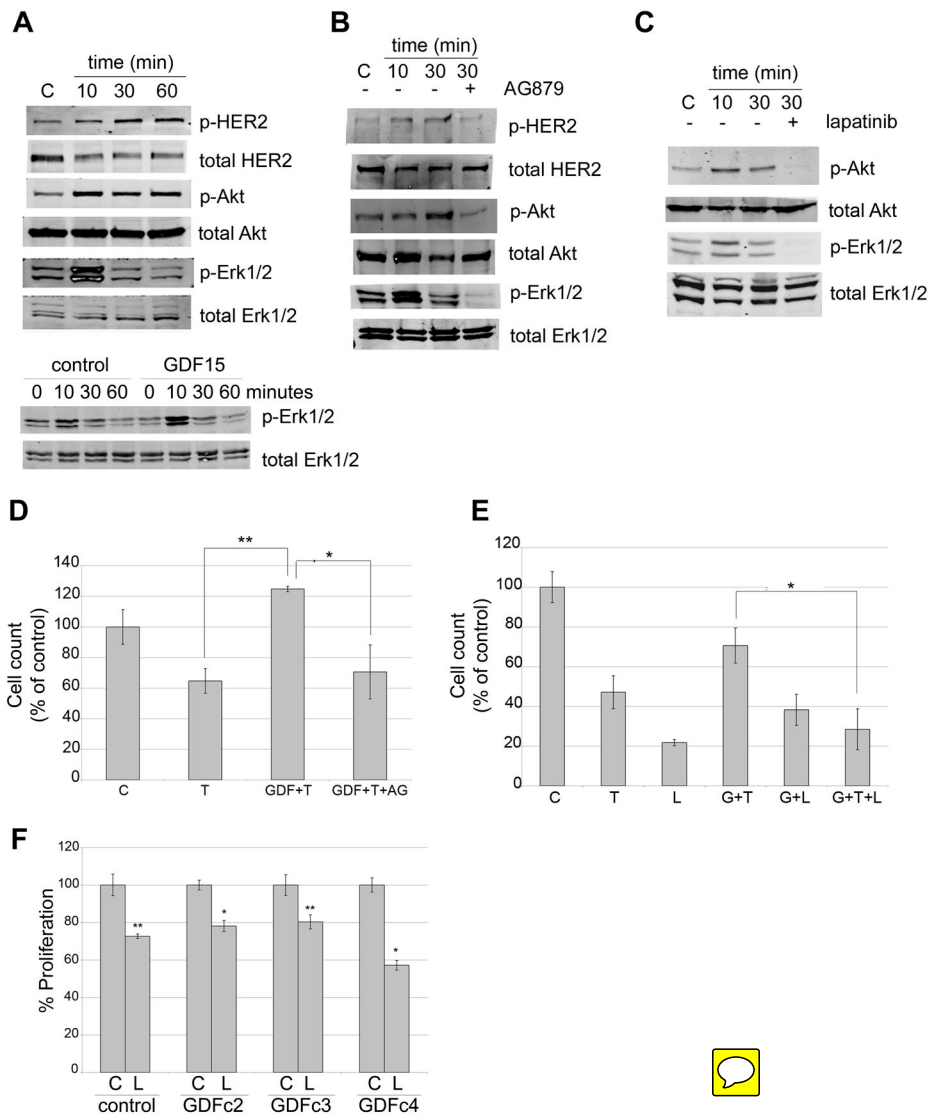 A
time (min)
C 10 30 60
p-HER2
total HER2
p-Akt
total Akt
p-Erk1/2
total Erk1/2
control GDF15
0 10 30 60 0 10 30 60 minutes
p-Erk1/2
total Erk1/2
B
time (min)
C 10 30 30
- - - + AG879
p-HER2
total HER2
p-Akt
total Akt
p-Erk1/2
total Erk1/2
C
time (min)
C 10 30 30
- - - + lapatinib
p-Akt
total Akt
p-Erk1/2
total Erk1/2
D
Cell count
(% of control)
140
120
100
80
60
40
20
0
** *
C T GDF+T GDF+T+AG
E
Cell count
(% of control)
120
100
80
60
40
20
0
*
C T L G+T G+L G+T+L
F
% Proliferation
120
100
80
60
40
20
0
** * ** *
C L C L C L C L
control GDFc2 GDFc3 GDFc4